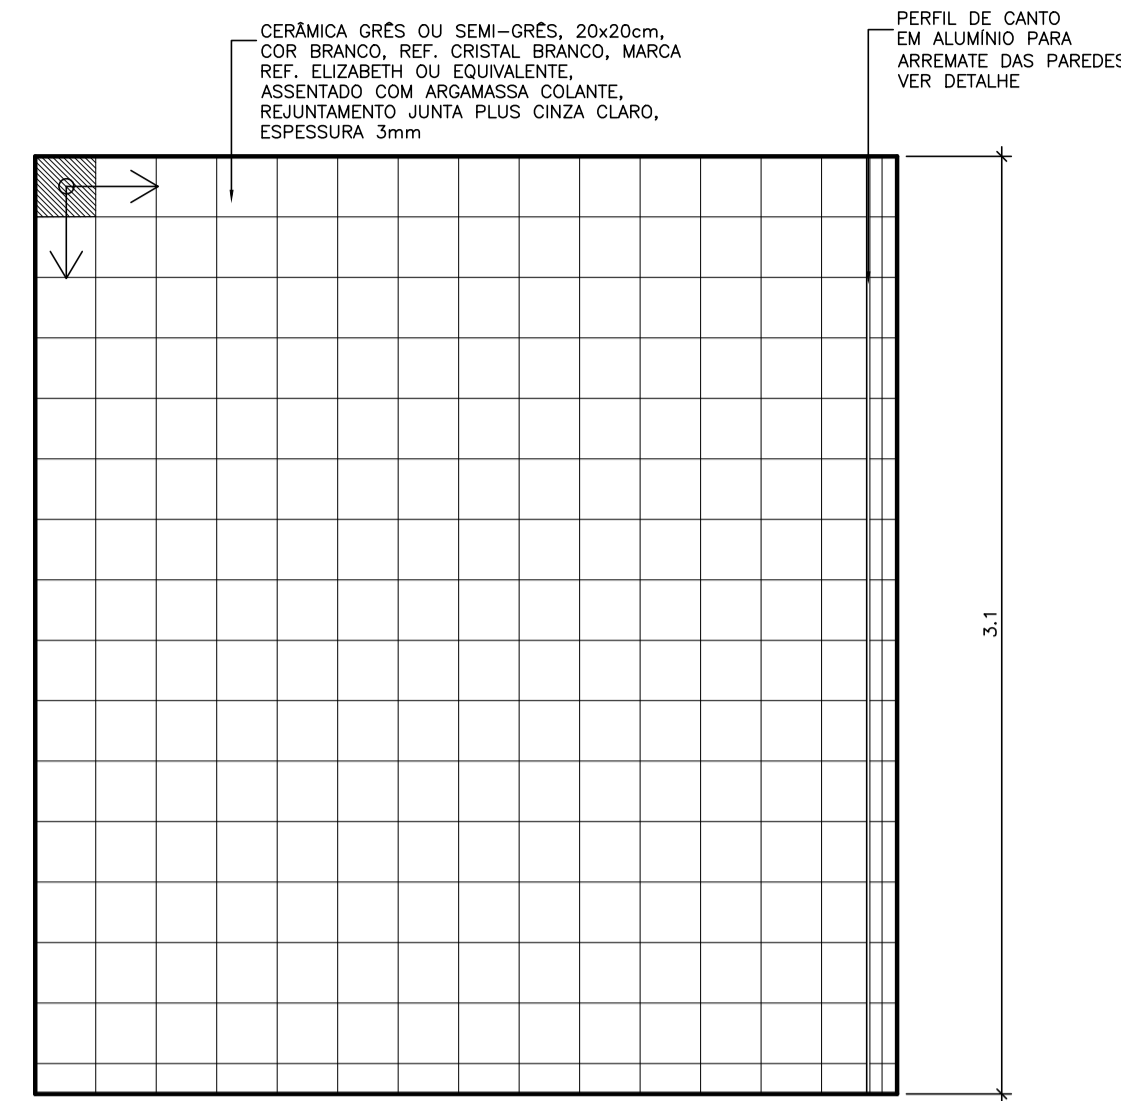 CERÂMICA GRÊS OU SEMI-GRÊS, 20x20cm,
COR BRANCO, REF. CRISTAL BRANCO, MARCA
REF. ELIZABETH OU EQUIVALENTE,
ASSENTADO COM ARGAMASSA COLANTE,
REJUNTAMENTO JUNTA PLUS CINZA CLARO,
ESPESSURA 3mm
PERFIL DE CANTO
EM ALUMÍNIO PARA
ARREMATE DAS PAREDES
VER DETALHE
3.1